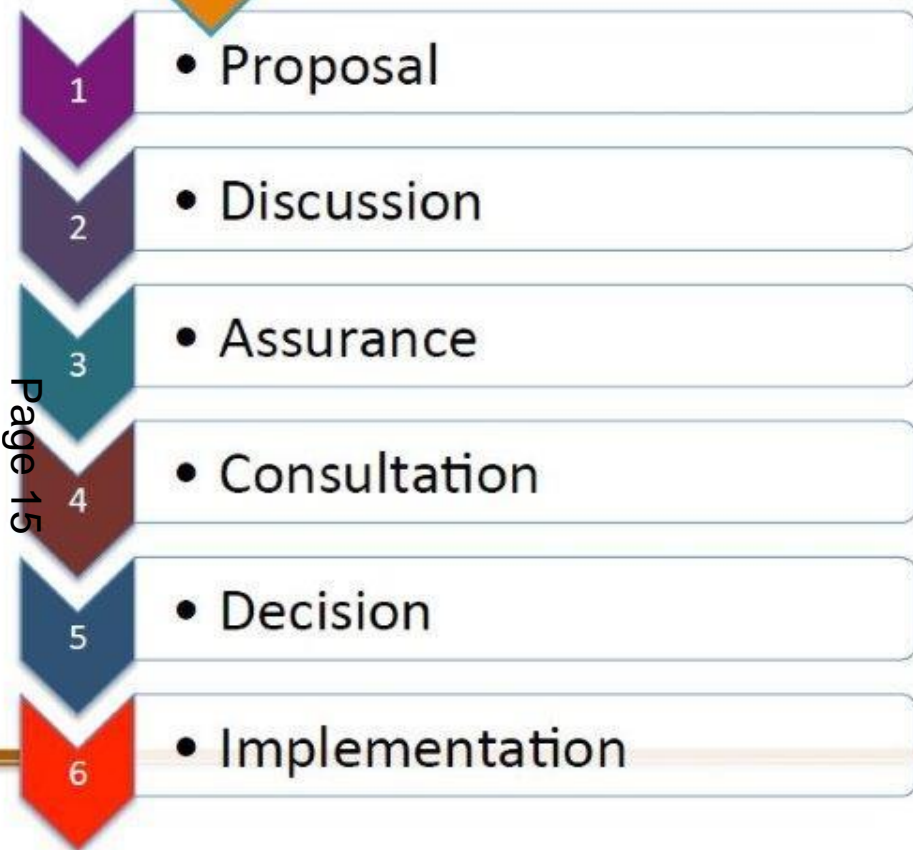 1
• Proposal
2
• Discussion
3
• Assurance
Page 15
4
• Consultation
5
• Decision
6
• Implementation